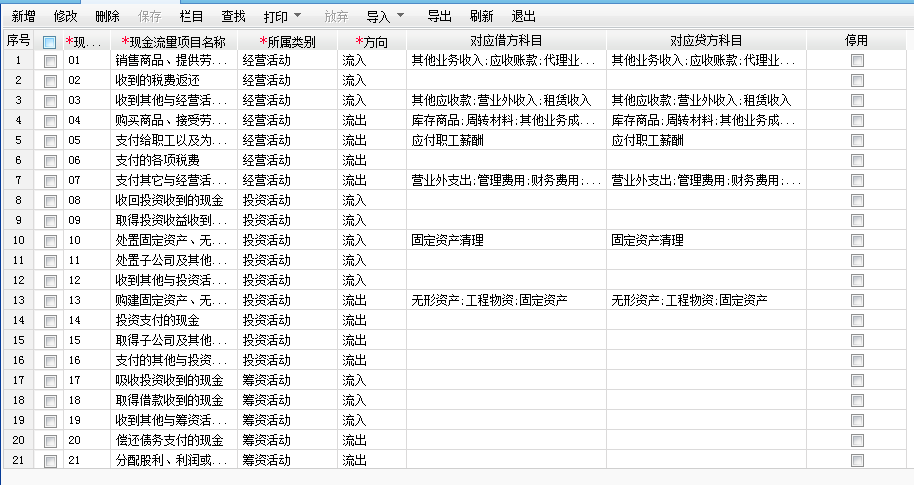 新增 修改 删除 保存 栏目 查找 打印 放弃 导入 导出 刷新 退出
序号 *现... *现金流量项目名称 *所属类别 *方向 对应借方科目 对应贷方科目 停用
1 01 销售商品、提供劳... 经营活动 流入 其他业务收入;应收账款;代理业... 其他业务收入;应收账款;代理业...
2 02 收到的税费返还 经营活动 流入
3 03 收到其他与经营活... 经营活动 流入 其他应收款;营业外收入;租赁收入 其他应收款;营业外收入;租赁收入
4 04 购买商品、接受劳... 经营活动 流出 库存商品;周转材料;其他业务成... 库存商品;周转材料;其他业务成...
5 05 支付给职工以及为... 经营活动 流出 应付职工薪酬 应付职工薪酬
6 06 支付的各项税费 经营活动 流出
7 07 支付其它与经营活... 经营活动 流出 营业外支出;管理费用;财务费用;... 营业外支出;管理费用;财务费用;...
8 08 收回投资收到的现金 投资活动 流入
9 09 取得投资收益收到... 投资活动 流入
10 10 处置固定资产、无... 投资活动 流入 固定资产清理 固定资产清理
11 11 处置子公司及其他... 投资活动 流入
12 12 收到其他与投资活... 投资活动 流入
13 13 购建固定资产、无... 投资活动 流出 无形资产;工程物资;固定资产 无形资产;工程物资;固定资产
14 14 投资支付的现金 投资活动 流出
15 15 取得子公司及其他... 投资活动 流出
16 16 支付的其他与投资... 投资活动 流出
17 17 吸收投资收到的现金 筹资活动 流入
18 18 取得借款收到的现金 筹资活动 流入
19 19 收到其他与筹资活... 筹资活动 流入
20 20 偿还债务支付的现金 筹资活动 流出
21 21 分配股利、利润或... 筹资活动 流出